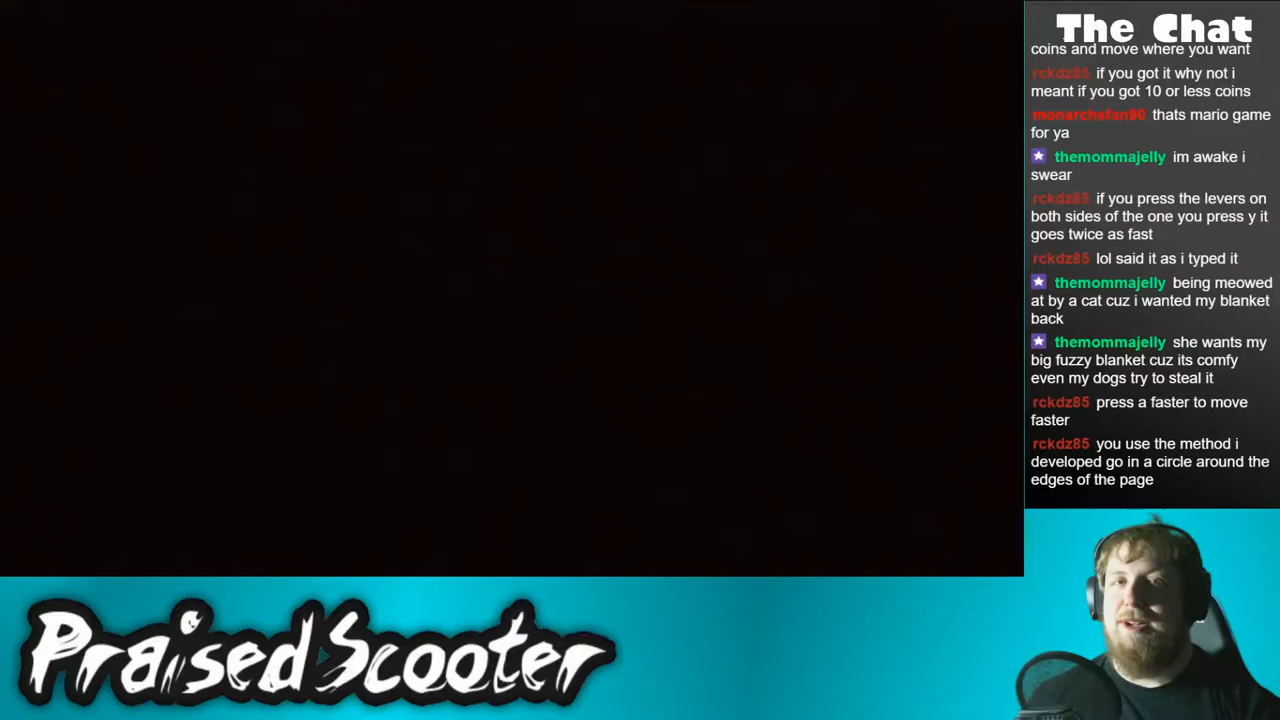 The Chat
coins and move where you want
rckdz85 if you got it why not i
meant if you got 10 or less coins
monarchsfan90 thats mario game
for ya
themommajelly im awake i
swear
rckdz85 if you press the levers on
both sides of the one you press y it
goes twice as fast
rckdz85 lol said it as i typed it
themommajelly being meowed
at by a cat cuz i wanted my blanket
back
themommajelly she wants my
big fuzzy blanket cuz its comfy
even my dogs try to steal it
rckdz85 press a faster to move
faster
rckdz85 you use the method i
developed go in a circle around the
edges of the page
PraisedScooter